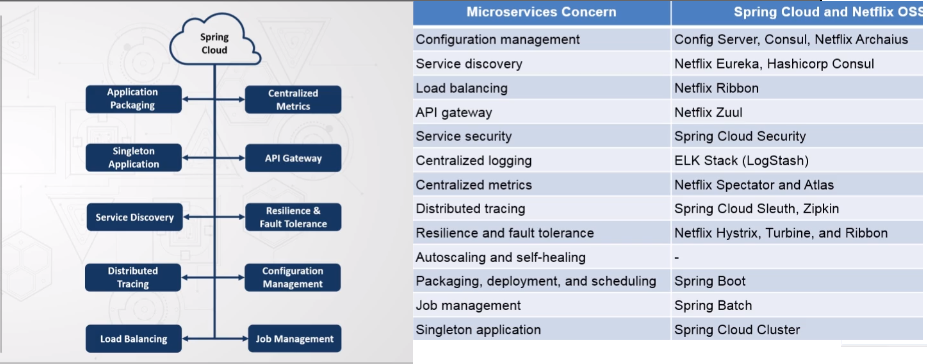 Spring
Cloud
Application
Packaging
Centralized
Metrics
Singleton
Application
API Gateway
Service Discovery
Resilience &
Fault Tolerance
Distributed
Tracing
Configuration
Management
Load Balancing
Job Management
Microservices Concern Spring Cloud and Netflix OSS
Configuration management Config Server, Consul, Netflix Archaius
Service discovery Netflix Eureka, Hashicorp Consul
Load balancing Netflix Ribbon
API gateway Netflix Zuul
Service security Spring Cloud Security
Centralized logging ELK Stack (LogStash)
Centralized metrics Netflix Spectator and Atlas
Distributed tracing Spring Cloud Sleuth, Zipkin
Resilience and fault tolerance Netflix Hystrix, Turbine, and Ribbon
Autoscaling and self-healing -
Packaging, deployment, and scheduling Spring Boot
Job management Spring Batch
Singleton application Spring Cloud Cluster